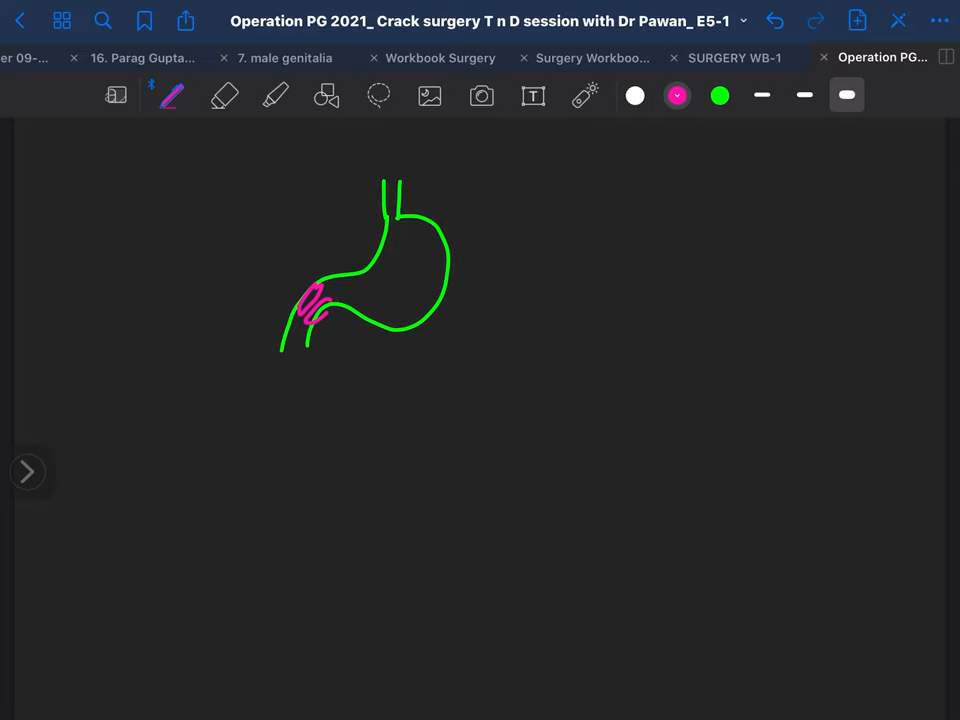 Operation PG 2021_ Crack surgery T n D session with Dr Pawan_ E5-1
er 09-... 16. Parag Gupta... 7. male genitalia Workbook Surgery Surgery Workboo... SURGERY WB-1 Operation PG...
T